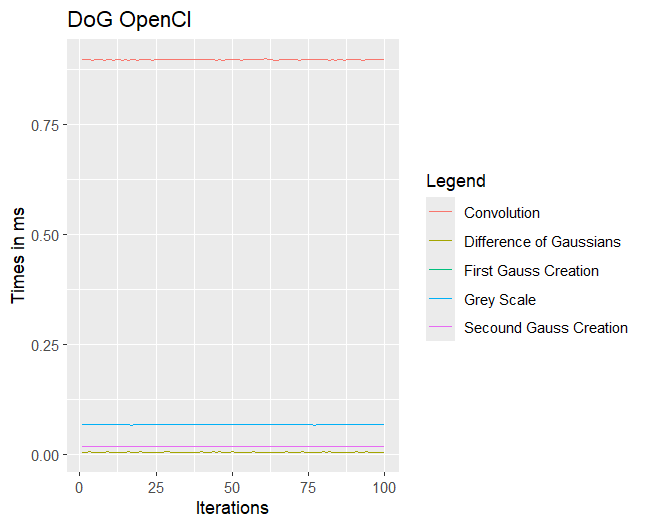 DoG OpenCl
Times in ms
0.75
0.50
0.25
0.00
0 25 50 75 100
Iterations
Legend
Convolution
Difference of Gaussians
First Gauss Creation
Grey Scale
Secound Gauss Creation